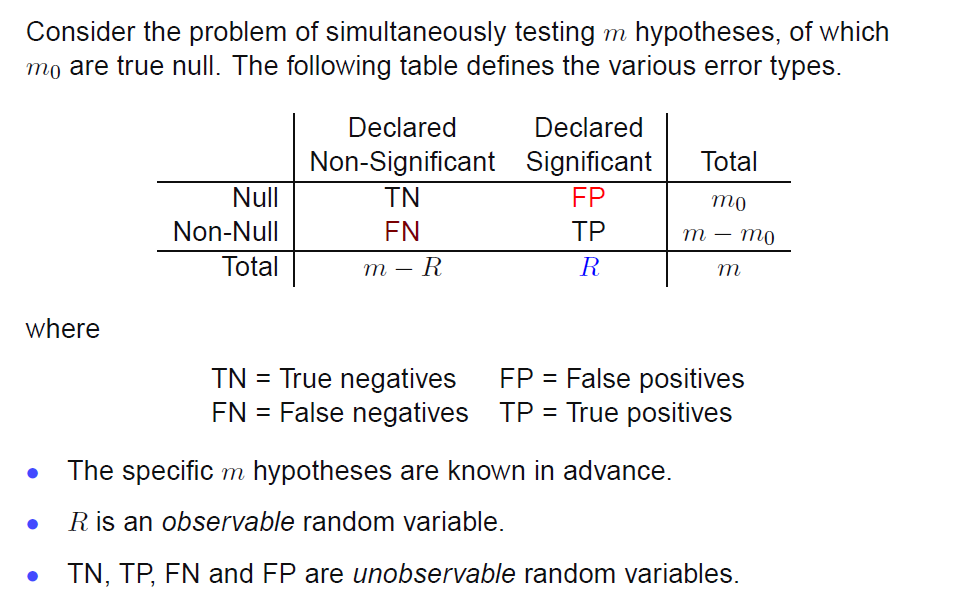 Consider the problem of simultaneously testing m hypotheses, of which
m₀ are true null. The following table defines the various error types.
Declared Declared
Non-Significant Significant Total
Null TN FP m₀
Non-Null FN TP m − m₀
Total m − R R m
where
TN = True negatives FP = False positives
FN = False negatives TP = True positives
• The specific m hypotheses are known in advance.
• R is an observable random variable.
• TN, TP, FN and FP are unobservable random variables.